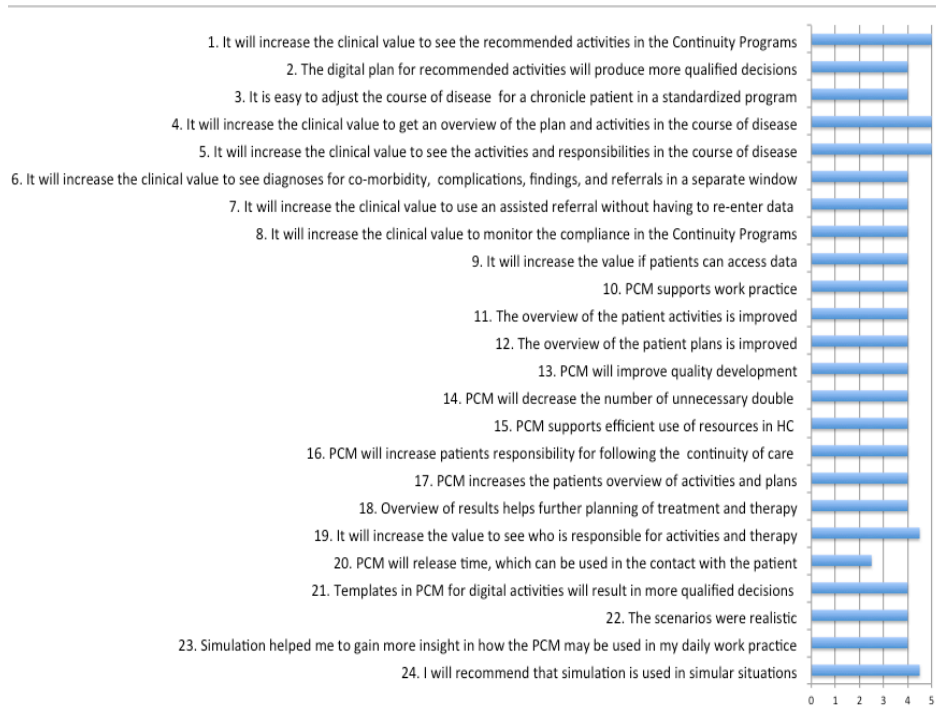 1. It will increase the clinical value to see the recommended activities in the Continuity Programs
2. The digital plan for recommended activities will produce more qualified decisions
3. It is easy to adjust the course of disease for a chronicle patient in a standardized program
4. It will increase the clinical value to get an overview of the plan and activities in the course of disease
5. It will increase the clinical value to see the activities and responsibilities in the course of disease
6. It will increase the clinical value to see diagnoses for co-morbidity, complications, findings, and referrals in a separate window
7. It will increase the clinical value to use an assisted referral without having to re-enter data
8. It will increase the clinical value to monitor the compliance in the Continuity Programs
9. It will increase the value if patients can access data
10. PCM supports work practice
11. The overview of the patient activities is improved
12. The overview of the patient plans is improved
13. PCM will improve quality development
14. PCM will decrease the number of unnecessary double
15. PCM supports efficient use of resources in HC
16. PCM will increase patients responsibility for following the continuity of care
17. PCM increases the patients overview of activities and plans
18. Overview of results helps further planning of treatment and therapy
19. It will increase the value to see who is responsible for activities and therapy
20. PCM will release time, which can be used in the contact with the patient
21. Templates in PCM for digital activities will result in more qualified decisions
22. The scenarios were realistic
23. Simulation helped me to gain more insight in how the PCM may be used in my daily work practice
24. I will recommend that simulation is used in simular situations
0 1 2 3 4 5